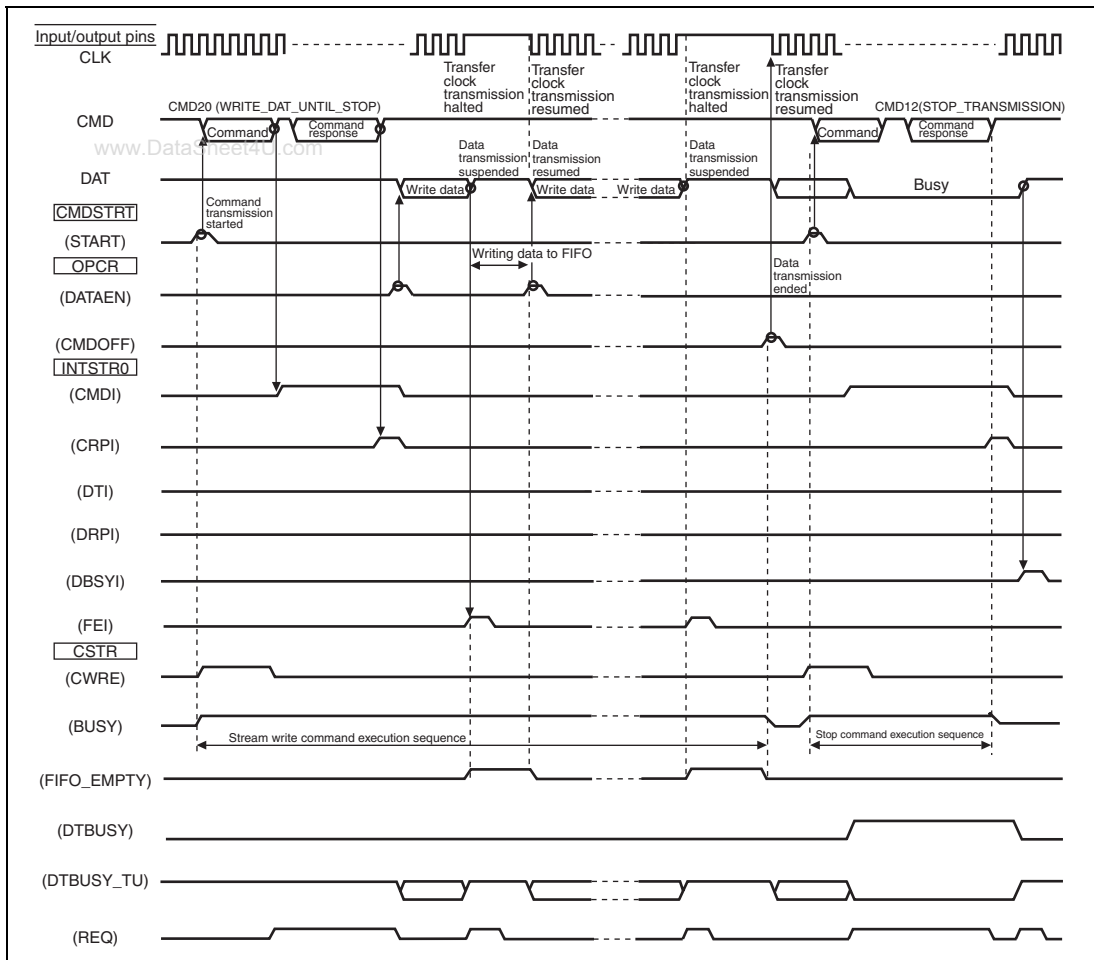 Input/output pins
CLK
Transfer
clock
transmission
halted
Transfer
clock
transmission
resumed
Transfer
clock
transmission
halted
Transfer
clock
transmission
resumed
CMD20 (WRITE_DAT_UNTIL_STOP)
CMD12(STOP_TRANSMISSION)
CMD
Command
Command
response
Command
Command
response
www.DataSheet4U.com
Data
transmission
suspended
Data
transmission
resumed
Data
transmission
suspended
DAT
Write data
Write data
Write data
Busy
CMDSTRT
Command
transmission
started
(START)
Writing data to FIFO
OPCR
Data
transmission
ended
(DATAEN)
(CMDOFF)
INTSTR0
(CMDI)
(CRPI)
(DTI)
(DRPI)
(DBSYI)
(FEI)
CSTR
(CWRE)
(BUSY)
Stream write command execution sequence
Stop command execution sequence
(FIFO_EMPTY)
(DTBUSY)
(DTBUSY_TU)
(REQ)